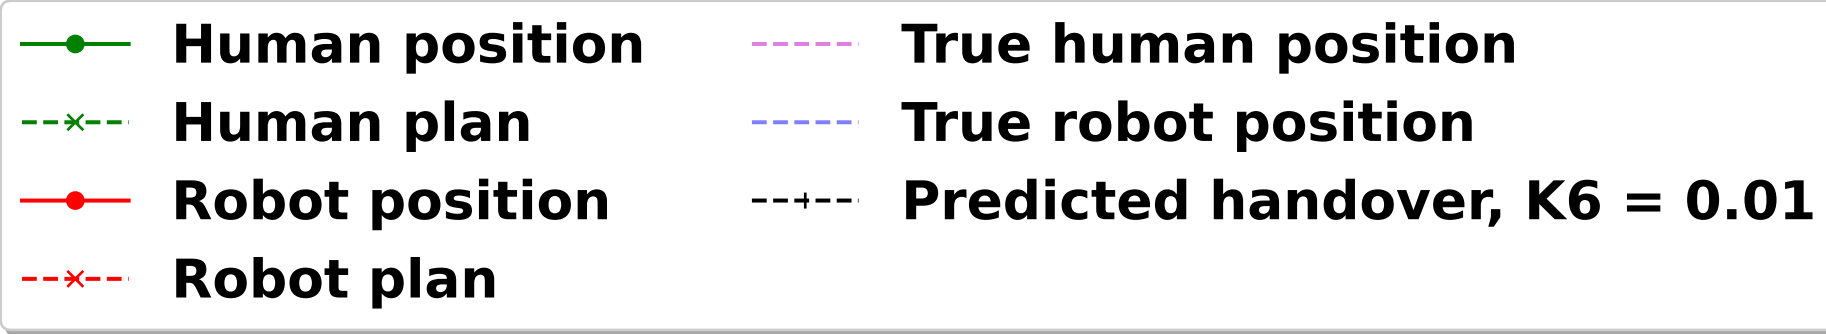 Human position
Human plan
Robot position
Robot plan
True human position
True robot position
Predicted handover, K6 = 0.01